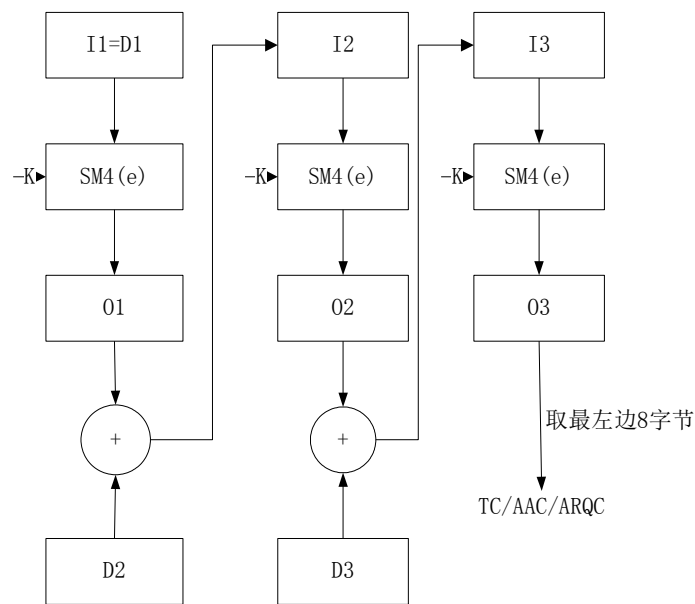 I1=D1
I2
I3
K
SM4(e)
K
SM4(e)
K
SM4(e)
O1
O2
O3
+
+
取最左边8字节
TC/AAC/ARQC
D2
D3